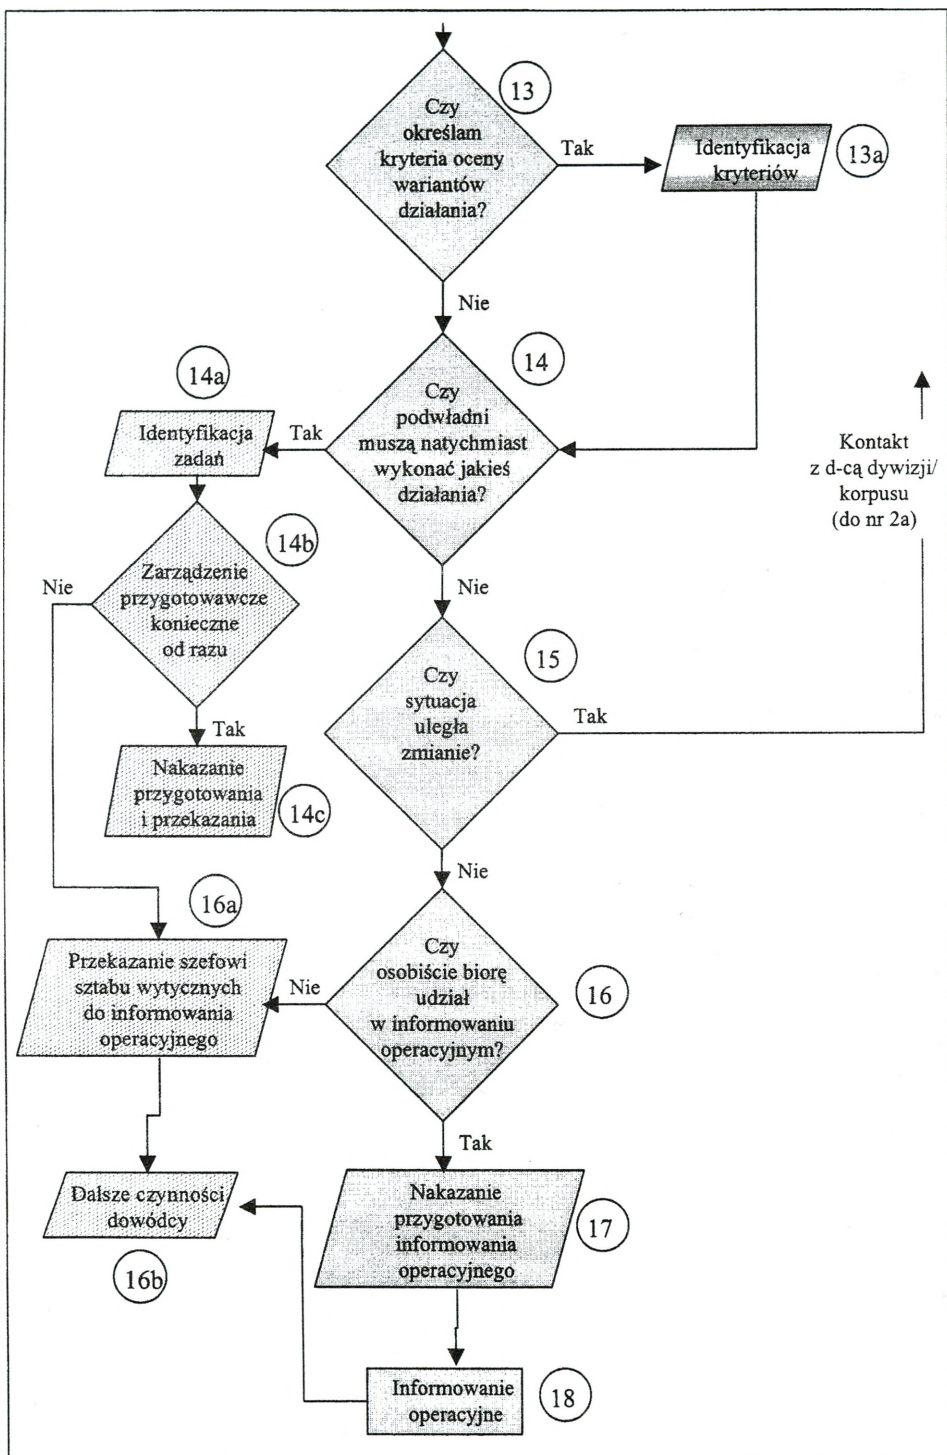 13
Czy
określam
kryteria oceny
wariantów
działania?
Tak
Identyfikacja
kryteriów
13a
Nie
14
Czy
podwładni
muszą natychmiast
wykonać jakieś
działania?
14a
Tak
Identyfikacja
zadań
Kontakt
z d-cą dywizji/
korpusu
(do nr 2a)
14b
Nie
Zarządzenie
przygotowawcze
konieczne
od razu
Tak
Nakazanie
przygotowania
i przekazania
14c
Nie
15
Czy
sytuacja
uległa
zmianie?
Tak
Nie
16a
Przekazanie szefowi
sztabu wytycznych
do informowania
operacyjnego
Nie
Czy
osobiście biorę
udział
w informowaniu
operacyjnym?
16
Tak
Dalsze czynności
dowódcy
16b
Nakazanie
przygotowania
informowania
operacyjnego
17
Informowanie
operacyjne
18